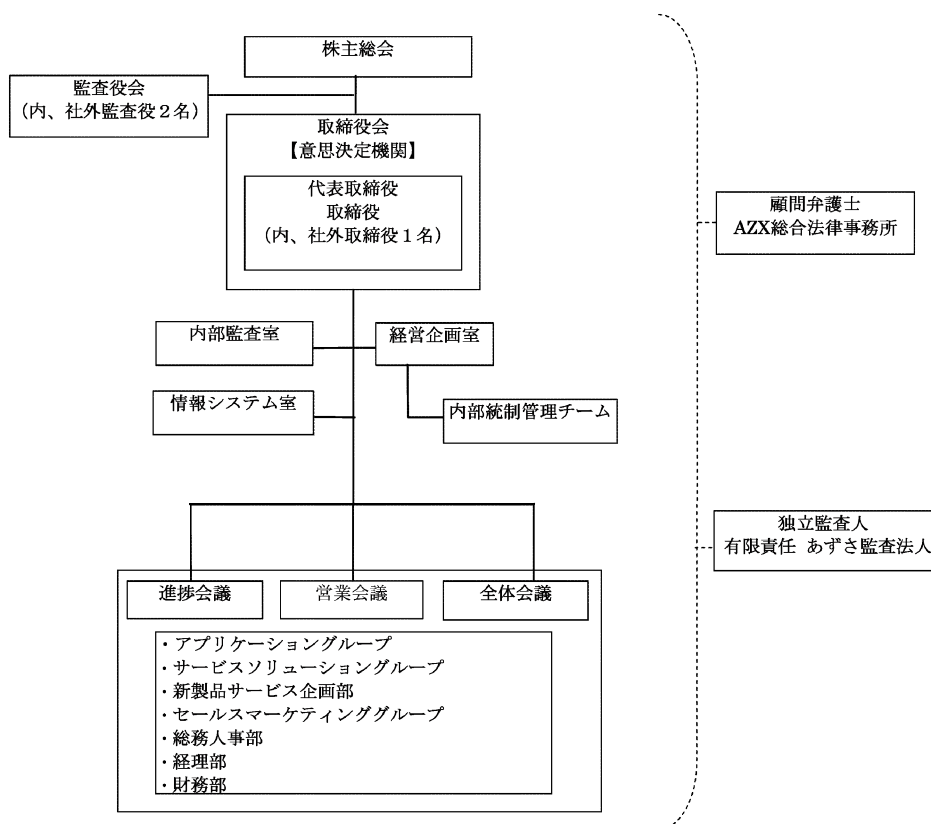 株主総会
監査役会
（内、社外監査役２名）
取締役会
【意思決定機関】
代表取締役
取締役
（内、社外取締役１名）
顧問弁護士
AZX総合法律事務所
内部監査室
経営企画室
情報システム室
内部統制管理チーム
独立監査人
有限責任 あずさ監査法人
進捗会議
営業会議
全体会議
・アプリケーショングループ
・サービスソリューショングループ
・新製品サービス企画部
・セールスマーケティンググループ
・総務人事部
・経理部
・財務部